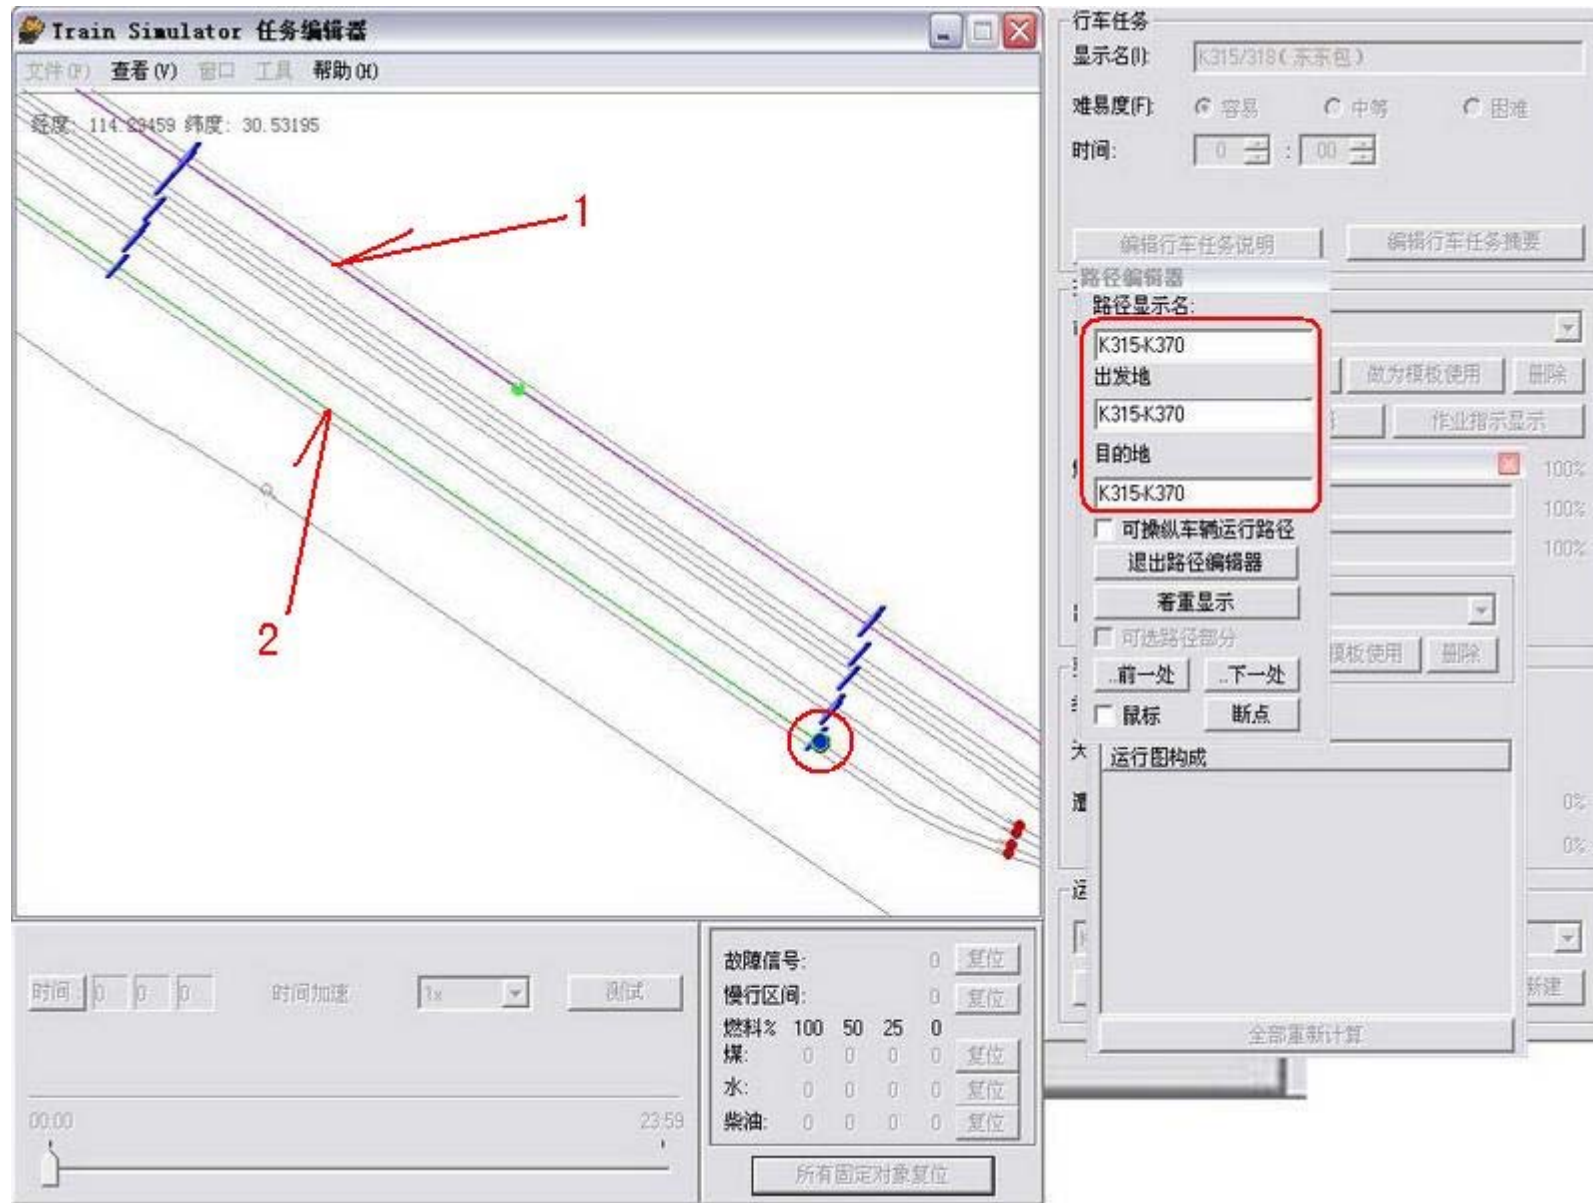 Train Simulator 任务编辑器
文件(F) 查看(V) 窗口 工具 帮助(H)
经度: 114.29459 纬度: 30.53195
1
2
行车任务
显示名(I): K315/318(东东包)
难易度(F): 容易 中等 困难
时间: 0 : 00
编辑行车任务说明 编辑行车任务摘要
路径编辑器
路径显示名:
K315-K370
出发地
K315-K370
目的地
K315-K370
可操纵车辆运行路径
退出路径编辑器
着重显示
可选路径部分
..前一处 ..下一处
鼠标 断点
做为模板使用 删除
作业指示显示
100%
100%
100%
模板使用 删除
运行图构成
0%
0%
新建
全部重新计算
时间 0 0 0 时间加速 1x 测试
00:00 23:59
故障信号: 0 复位
慢行区间: 0 复位
燃料% 100 50 25 0
煤: 0 0 0 0 复位
水: 0 0 0 0 复位
柴油: 0 0 0 0 复位
所有固定对象复位